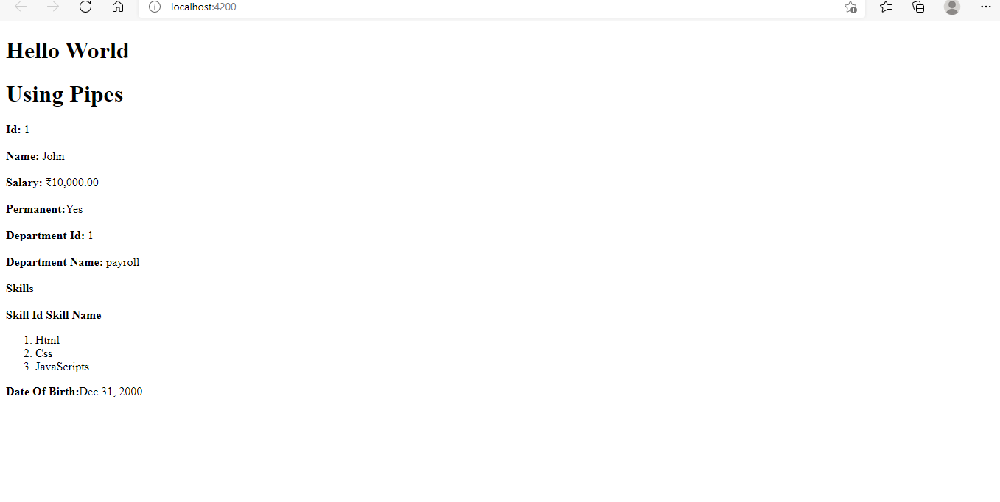 localhost:4200
Hello World
Using Pipes
Id: 1
Name: John
Salary: ₹10,000.00
Permanent:Yes
Department Id: 1
Department Name: payroll
Skills
Skill Id Skill Name
1. Html
2. Css
3. JavaScripts
Date Of Birth:Dec 31, 2000